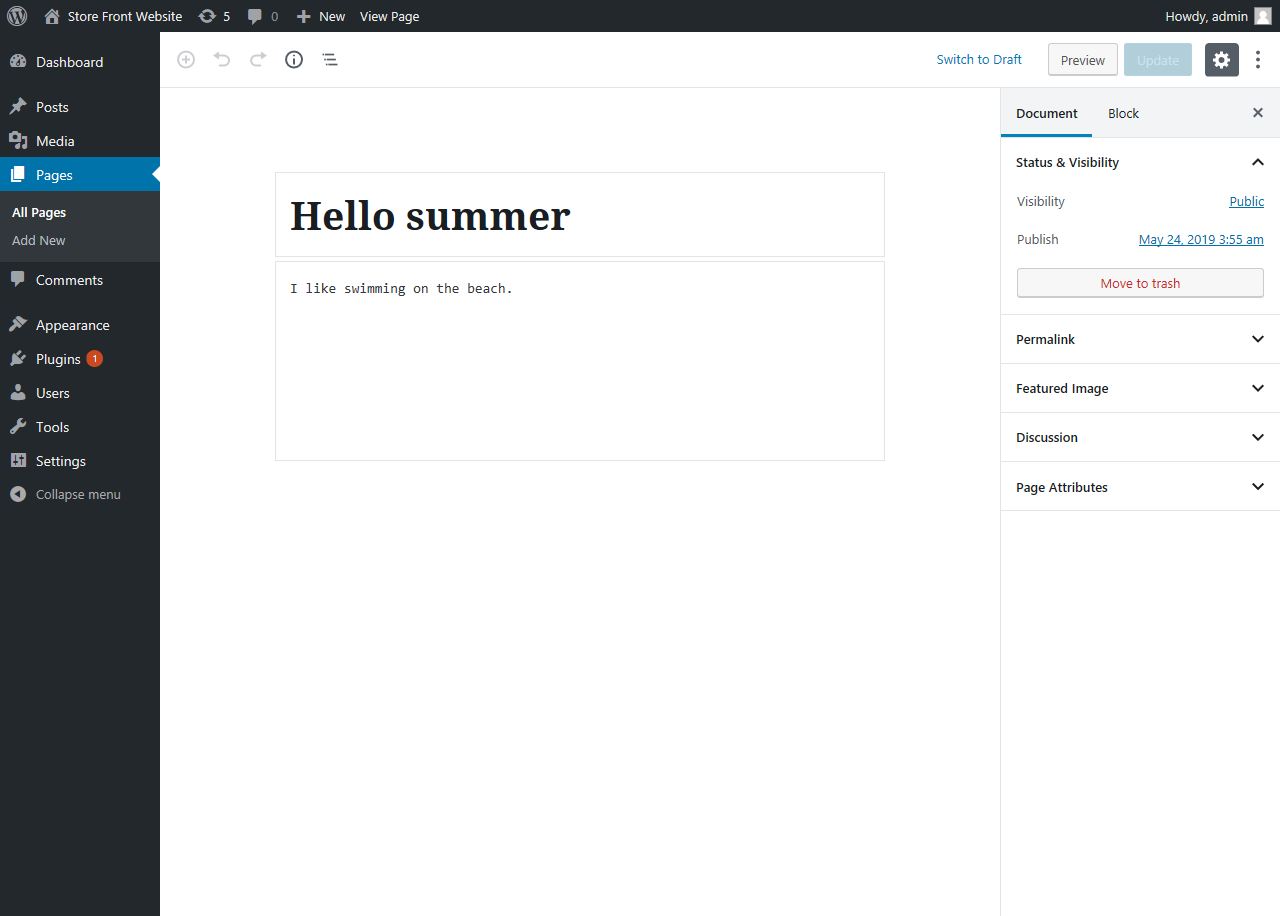 Store Front Website 5 0 New View Page Howdy, admin
Dashboard
Posts
Media
Pages
All Pages
Add New
Comments
Appearance
Plugins 1
Users
Tools
Settings
Collapse menu
Switch to Draft Preview Update
Hello summer
I like swimming on the beach.
Document Block
Status & Visibility
Visibility Public
Publish May 24, 2019 3:55 am
Move to trash
Permalink
Featured Image
Discussion
Page Attributes